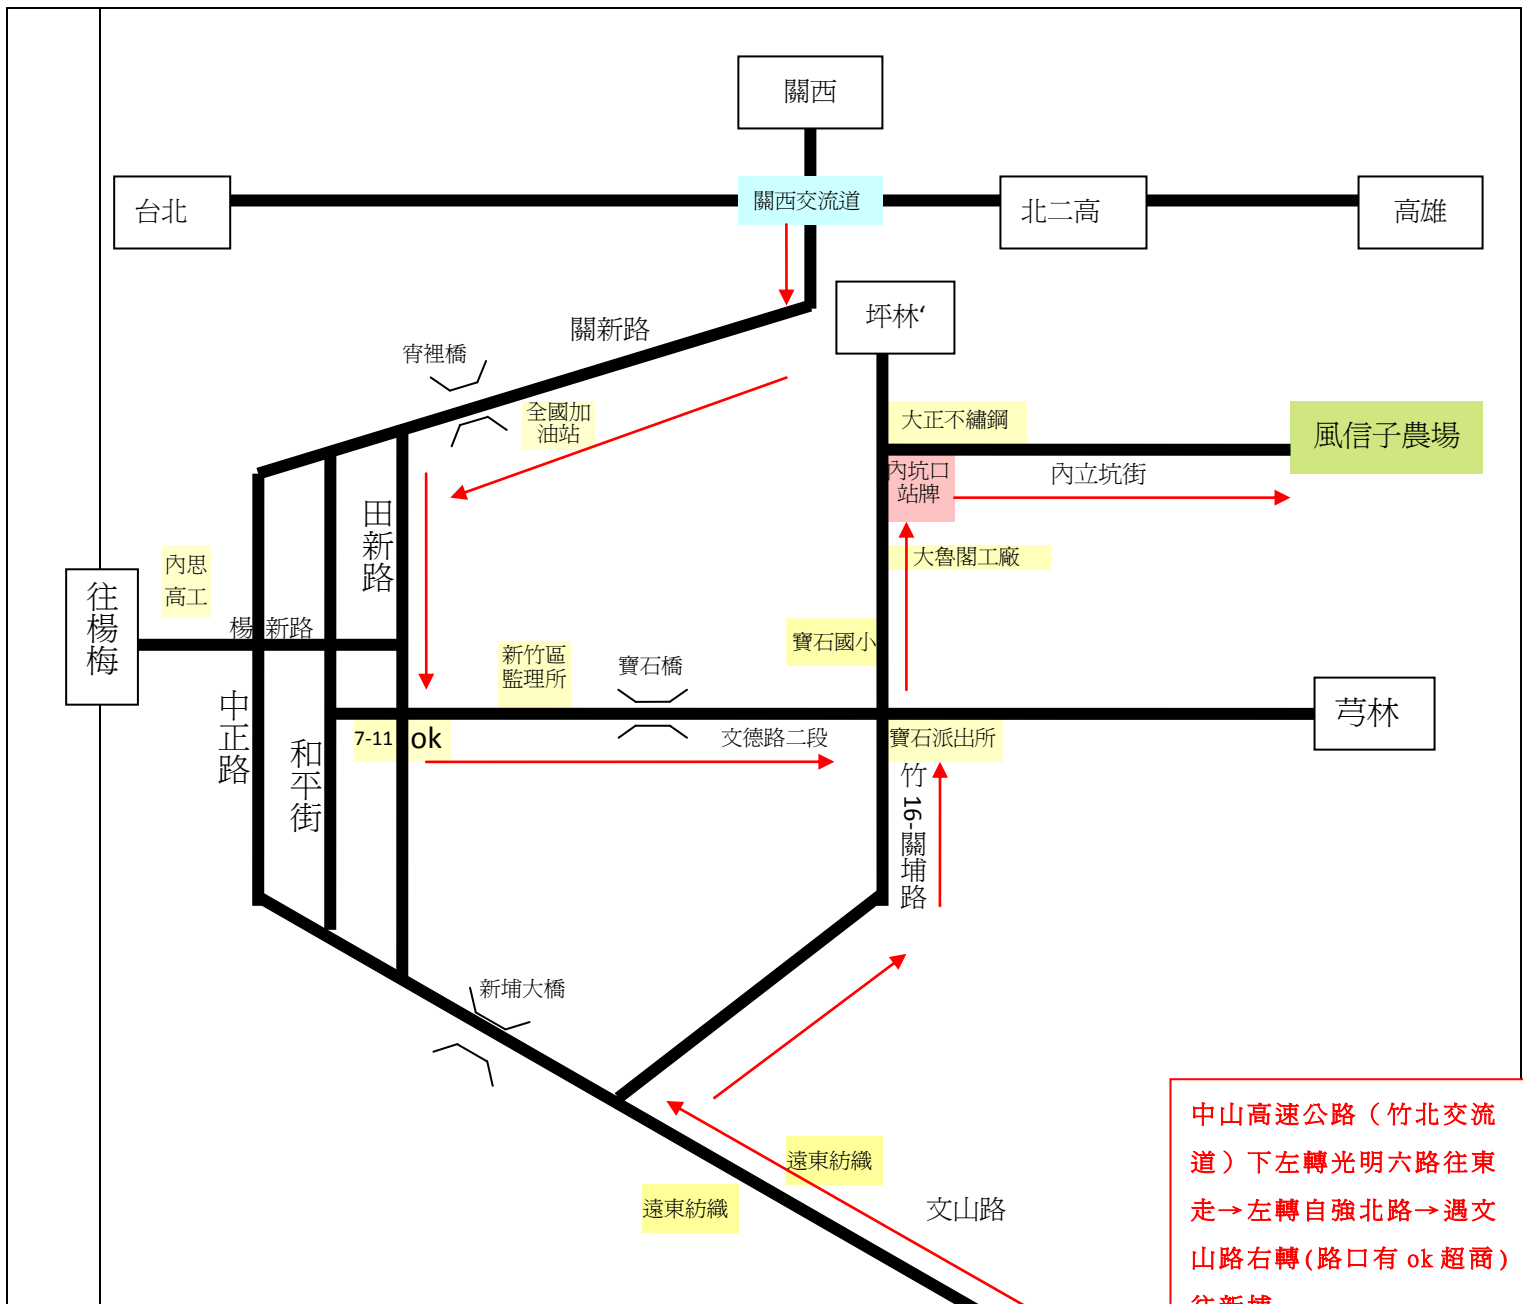 關西
台北
關西交流道
北二高
高雄
坪林‘
關新路
宵裡橋
全國加
油站
大正不繡鋼
風信子農場
內坑口
站牌
內立坑街
田新路
內思
高工
大魯閣工廠
往楊梅
楊新路
寶石國小
新竹區
監理所
寶石橋
中正路
芎林
和平街
7-11
ok
文德路二段
寶石派出所
竹16-關埔路
新埔大橋
中山高速公路（竹北交流
道）下左轉光明六路往東
走→左轉自強北路→遇文
山路右轉(路口有 ok 超商)
往新埔
遠東紡織
遠東紡織
文山路